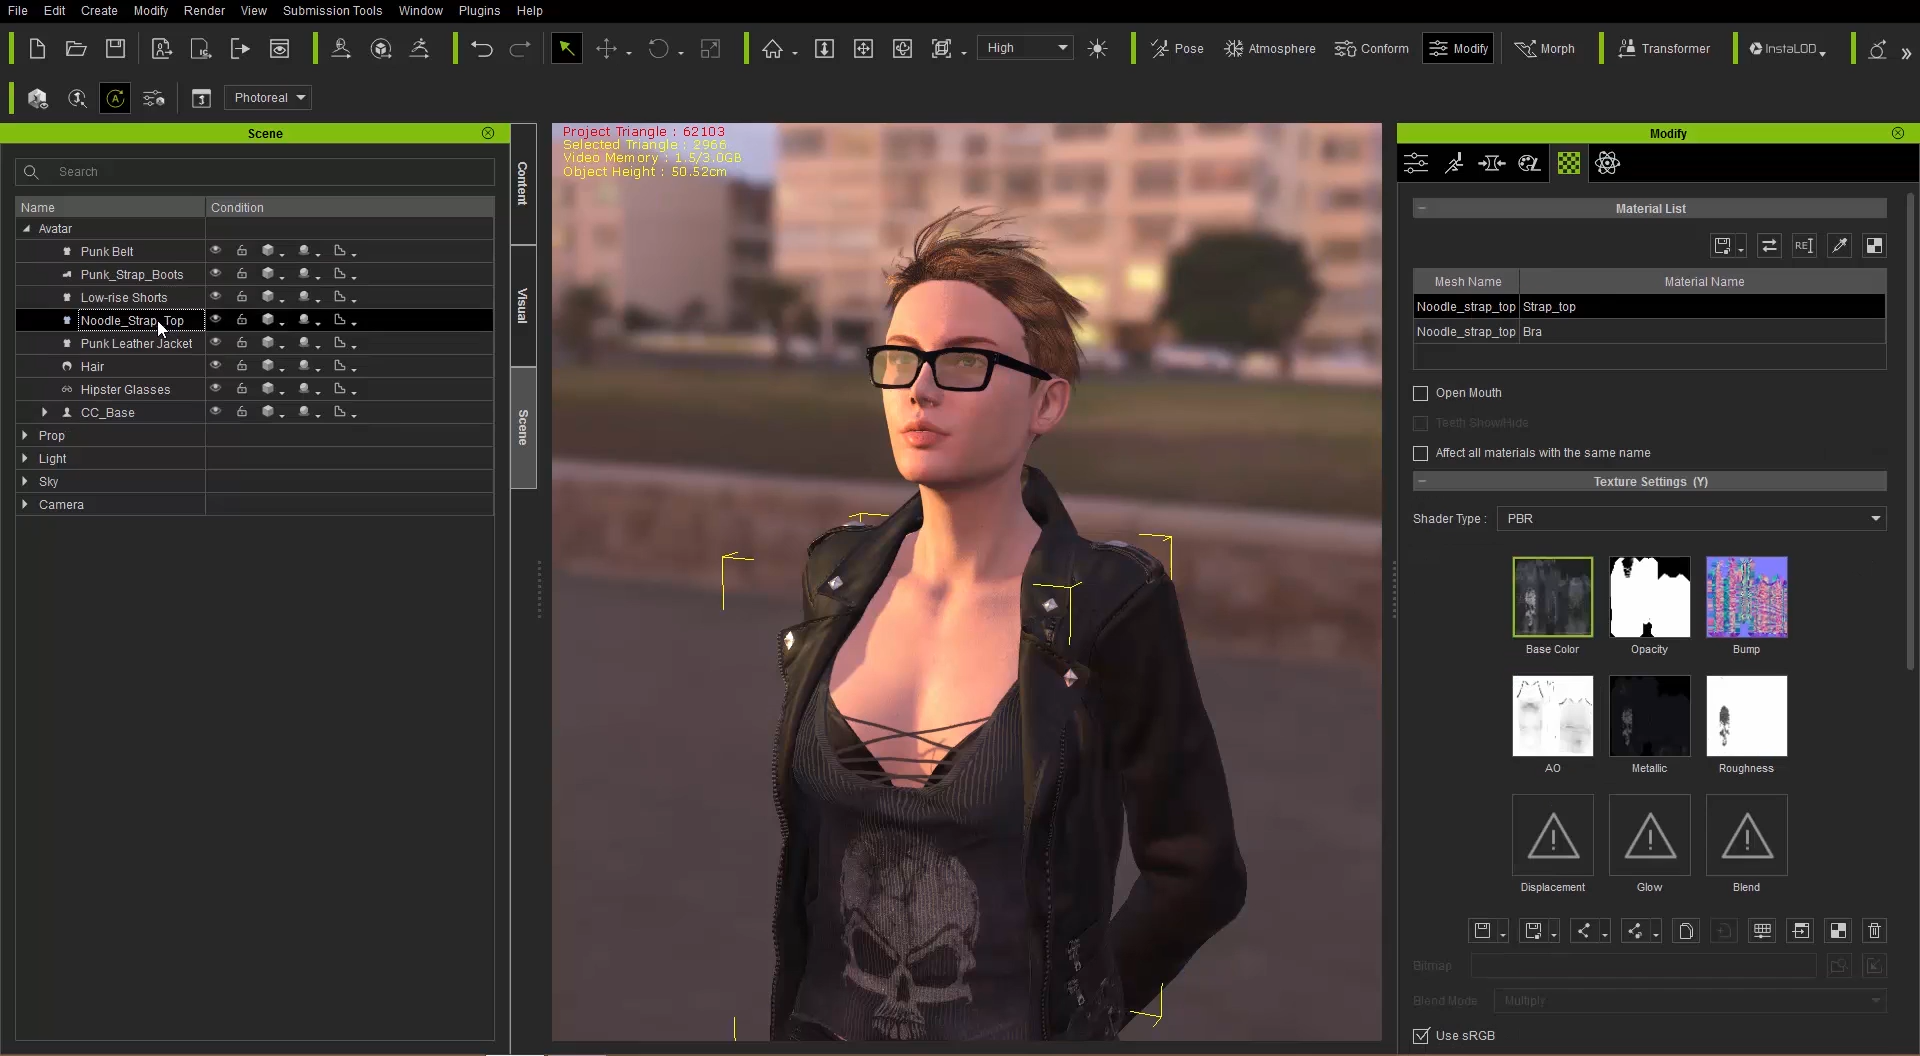 File Edit Create Modify Render View Submission Tools Window Plugins Help
High Pose Atmosphere Conform Modify Morph Transformer InstaLOD
Photoreal
Scene
Search
Name Condition
Avatar
Punk Belt
Punk_Strap_Boots
Low-rise Shorts
Noodle_Strap_Top
Punk Leather Jacket
Hair
Hipster Glasses
CC_Base
Prop
Light
Sky
Camera
Content
Visual
Scene
Project Triangle : 62103
Selected Triangle : 2966
Video Memory : 1.5/3.0GB
Object Height : 50.52cm
Modify
Material List
REI
Mesh Name Material Name
Noodle_strap_top Strap_top
Noodle_strap_top Bra
Open Mouth
Teeth Show/Hide
Affect all materials with the same name
Texture Settings (Y)
Shader Type : PBR
Base Color Opacity Bump
AO Metallic Roughness
Displacement Glow Blend
Bitmap
Blend Mode Multiply
Use sRGB